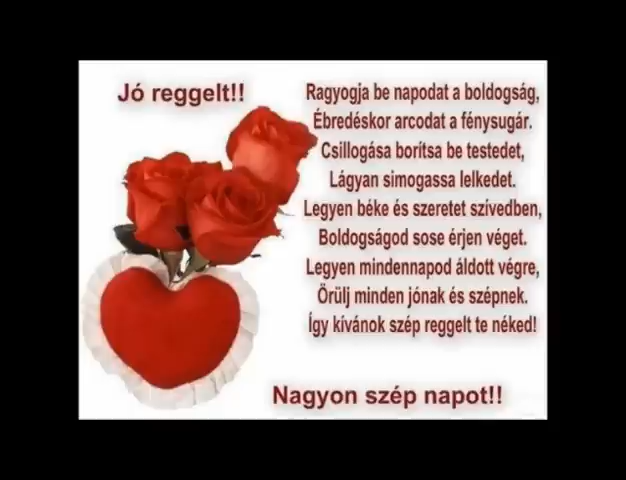 Jó reggelt!!
Ragyogja be napodat a boldogság,
Ébredéskor arcodat a fénysugár.
Csillogása borítsa be testedet,
Lágyan simogassa lelkedet.
Legyen béke és szeretet szívedben,
Boldogságod sose érjen véget.
Legyen mindennapod áldott végre,
Örülj minden jónak és szépnek.
Így kívánok szép reggelt te néked!
Nagyon szép napot!!